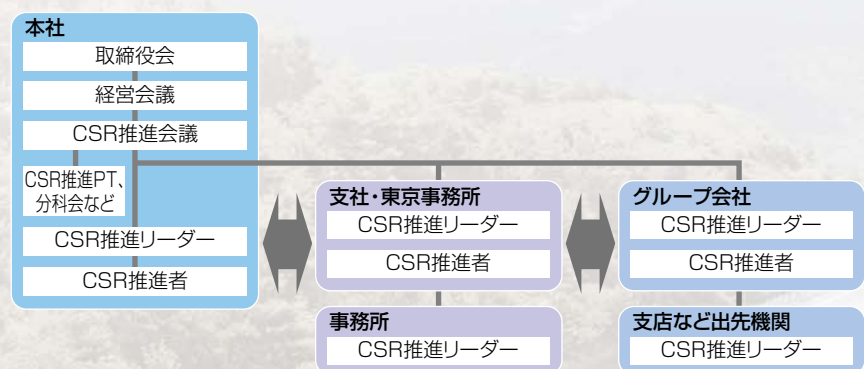 本社
取締役会
経営会議
CSR推進会議
CSR推進PT、
分科会など
CSR推進リーダー
CSR推進者
支社・東京事務所
CSR推進リーダー
CSR推進者
事務所
CSR推進リーダー
グループ会社
CSR推進リーダー
CSR推進者
支店など出先機関
CSR推進リーダー